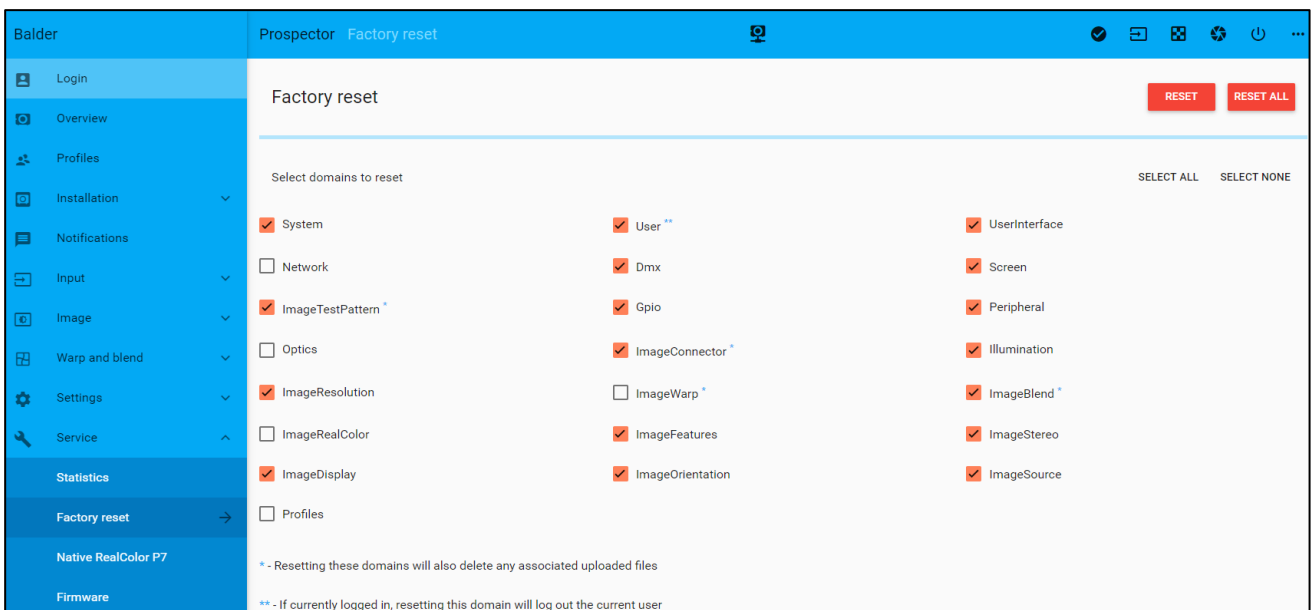 Balder
Prospector Factory reset
Login
Overview
Profiles
Installation
Notifications
Input
Image
Warp and blend
Settings
Service
Statistics
Factory reset
Native RealColor P7
Firmware
Factory reset
RESET RESET ALL
Select domains to reset SELECT ALL SELECT NONE
System User ** UserInterface
Network Dmx Screen
ImageTestPattern * Gpio Peripheral
Optics ImageConnector * Illumination
ImageResolution ImageWarp * ImageBlend *
ImageRealColor ImageFeatures ImageStereo
ImageDisplay ImageOrientation ImageSource
Profiles
* - Resetting these domains will also delete any associated uploaded files
** - If currently logged in, resetting this domain will log out the current user